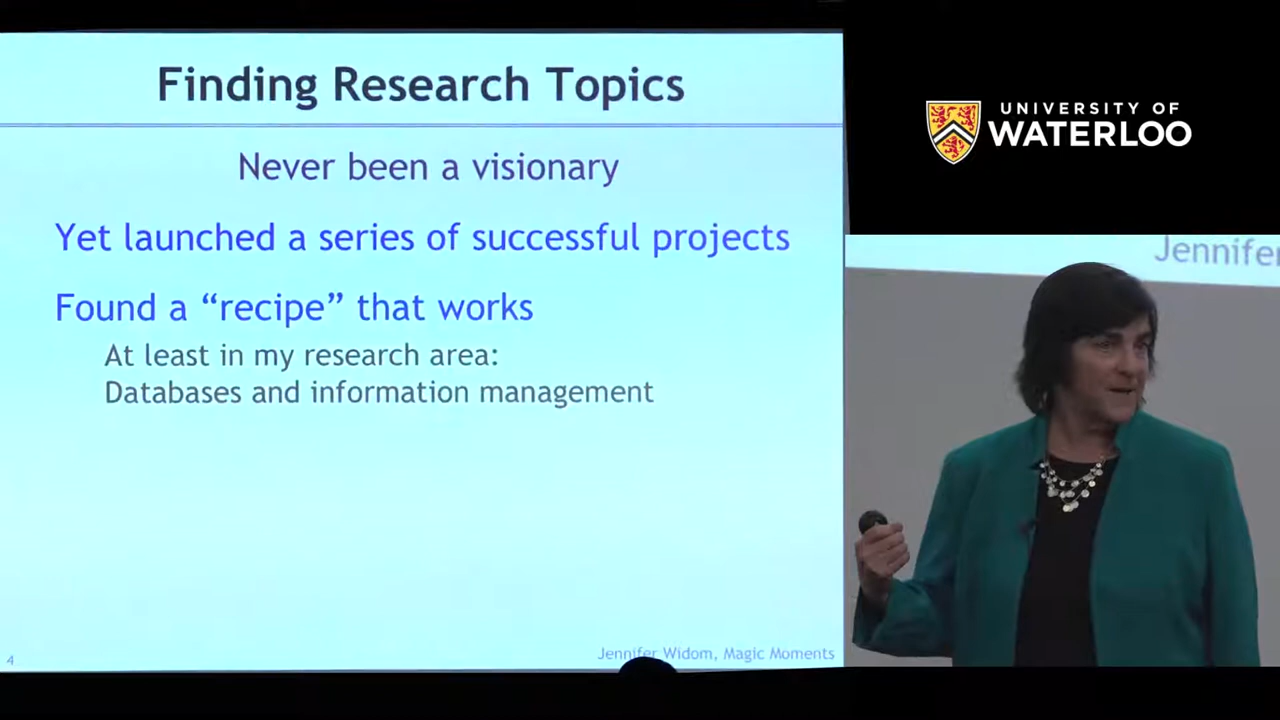 Finding Research Topics
Never been a visionary
Yet launched a series of successful projects
Found a “recipe” that works
At least in my research area:
Databases and information management
4
Jennifer Widom, Magic Moments
UNIVERSITY OF
WATERLOO
Jennife